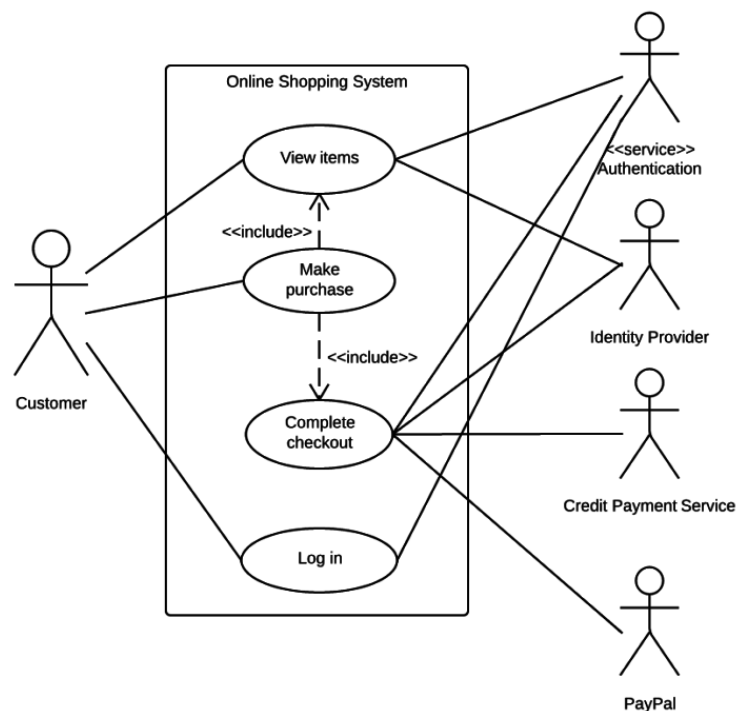 Online Shopping System
View items
<<service>>
Authentication
<<include>>
Make
purchase
Identity Provider
<<include>>
Customer
Complete
checkout
Credit Payment Service
Log in
PayPal